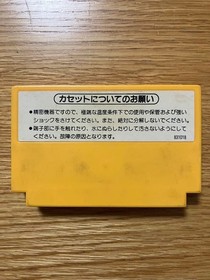 カセットについてのお願い
●精密機器ですので、極端な温度条件下での使用や保管および強い
ショックをさけてください。また、絶対に分解しないでください。
●端子部に手を触れたり、水にぬらしたりして汚さないようにして
ください。故障の原因となります。